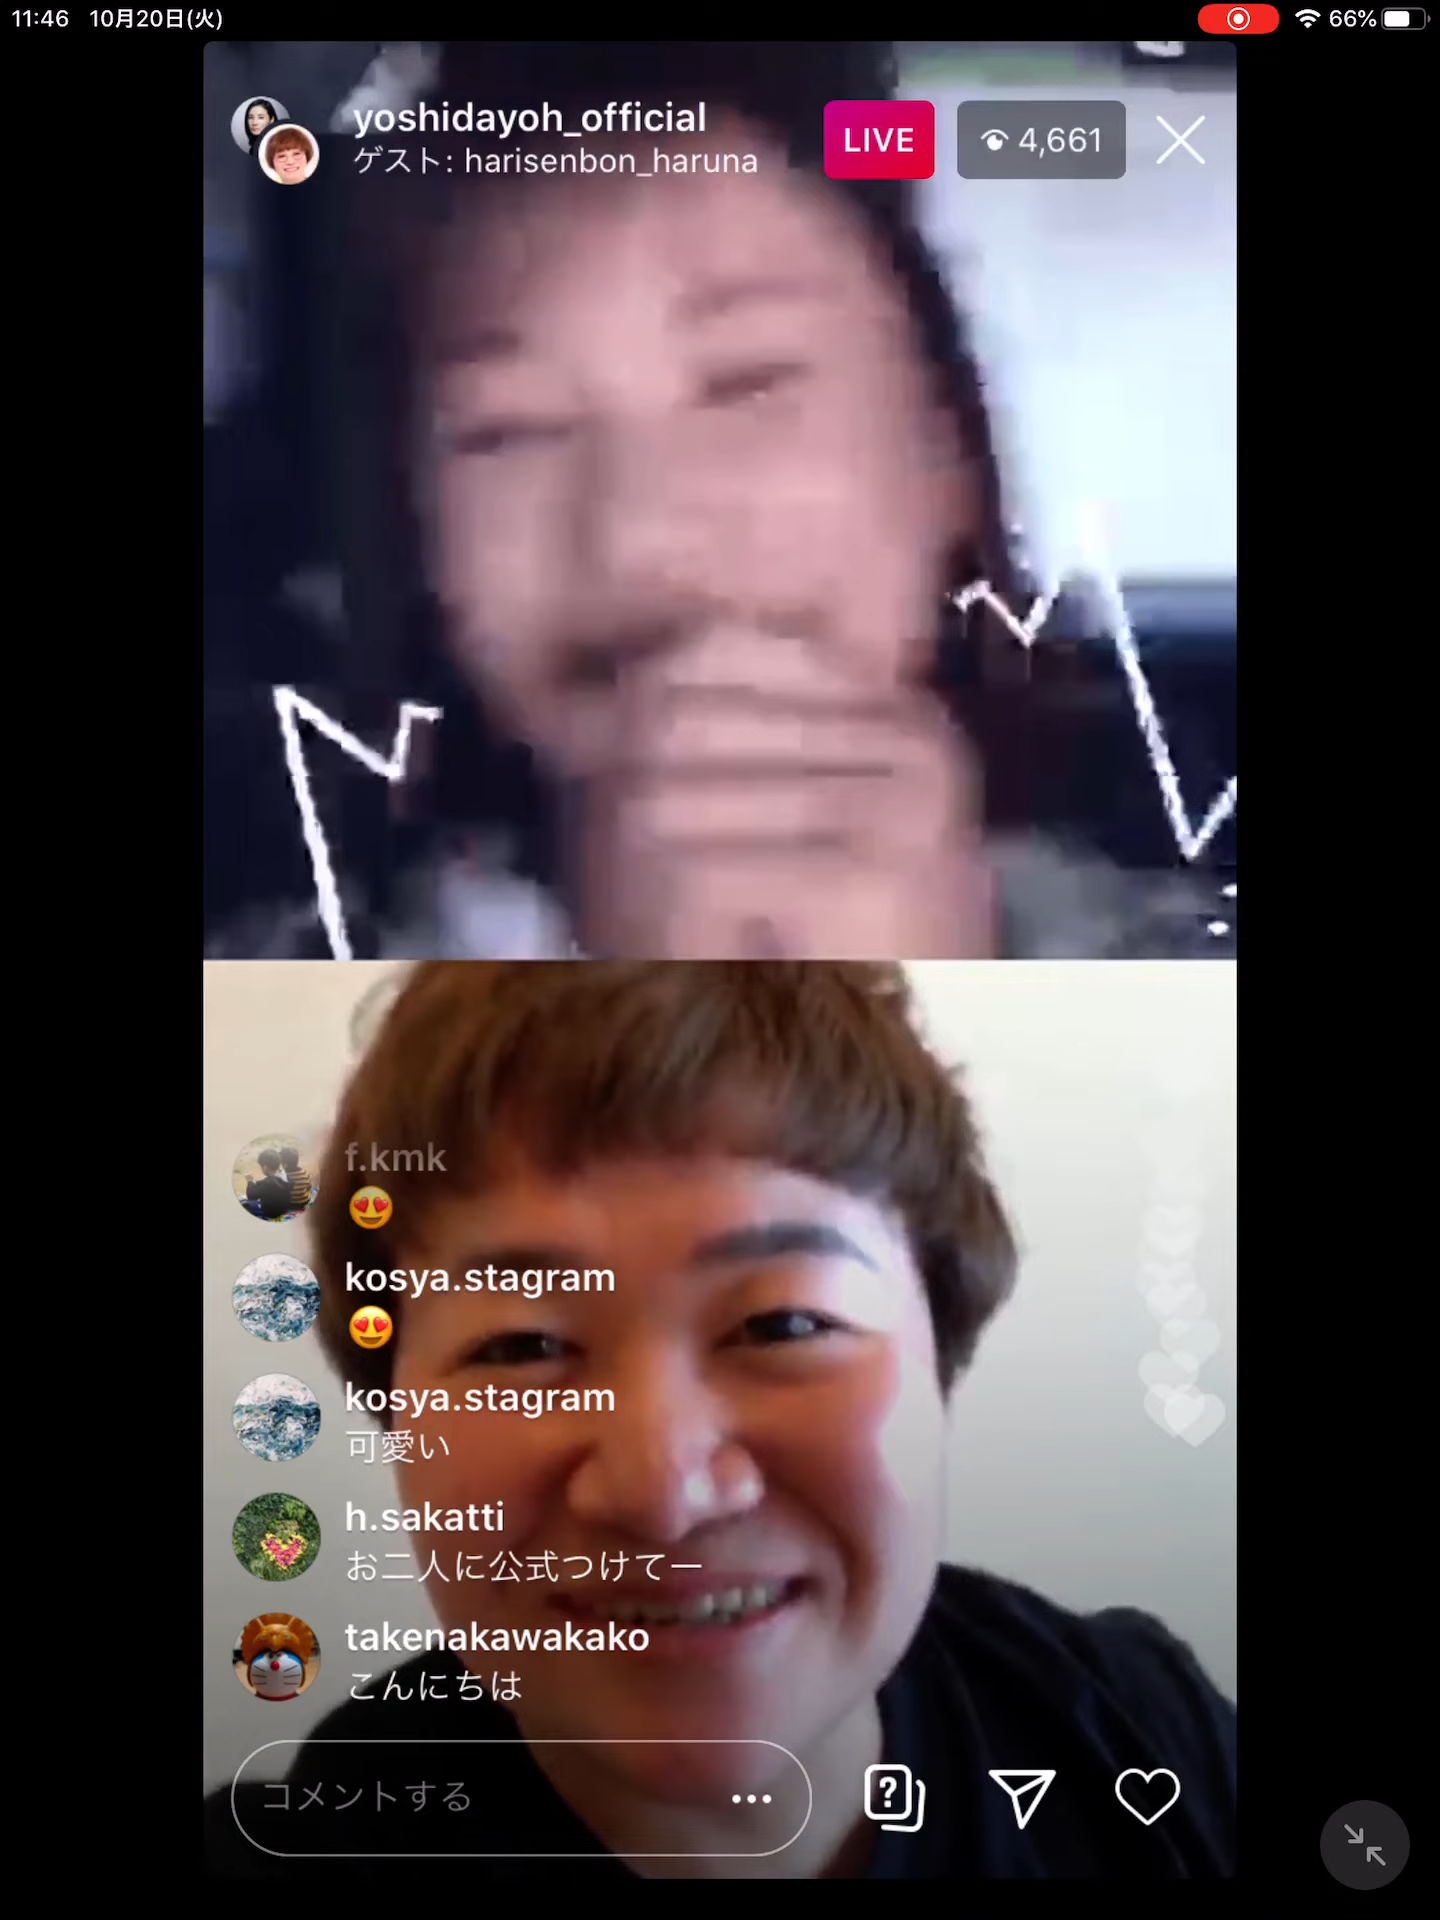 11:46 10月20日(火)
66%
yoshidayoh_official
ゲスト: harisenbon_haruna
LIVE
4,661
f.kmk
😍
kosya.stagram
😍
kosya.stagram
可愛い
h.sakatti
お二人に公式つけてー
takenakawakako
こんにちは
コメントする